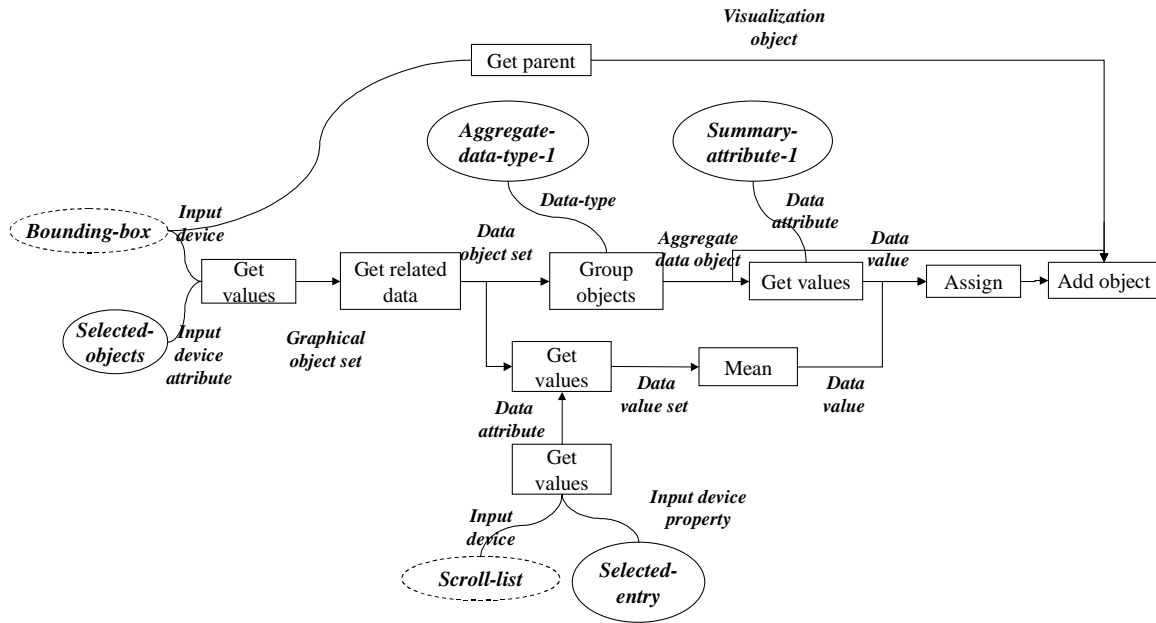 Visualization
object
Get parent
Aggregate-
data-type-1
Summary-
attribute-1
Data-type
Data
attribute
Bounding-box
Input
device
Data
object set
Aggregate
data object
Data
value
Get
values
Get related
data
Group
objects
Get values
Assign
Add object
Selected-
objects
Input
device
attribute
Graphical
object set
Get
values
Data
value set
Mean
Data
value
Data
attribute
Get
values
Input
device
Input device
property
Scroll-list
Selected-
entry